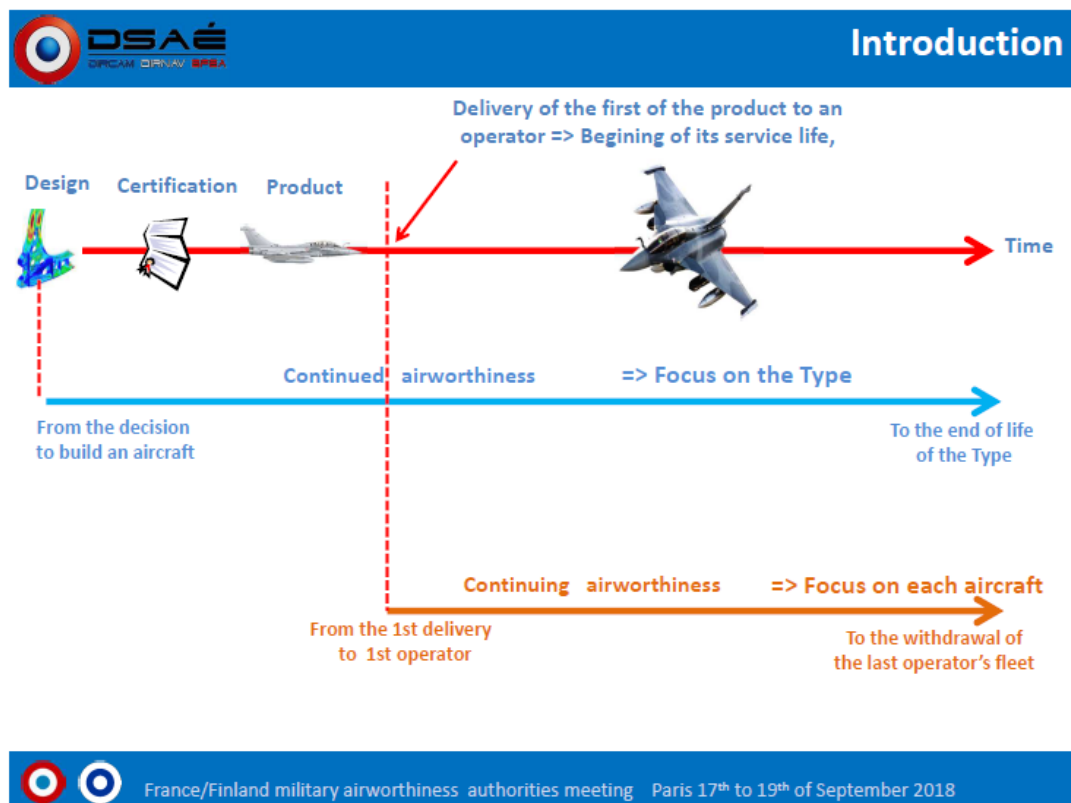 DSAÉ
DIRCAM DIRNAV EPEA
Introduction
Delivery of the first of the product to an
operator => Begining of its service life,
Design
Certification
Product
Time
Continued airworthiness => Focus on the Type
From the decision
to build an aircraft
To the end of life
of the Type
Continuing airworthiness => Focus on each aircraft
From the 1st delivery
to 1st operator
To the withdrawal of
the last operator's fleet
France/Finland military airworthiness authorities meeting Paris 17th to 19th of September 2018